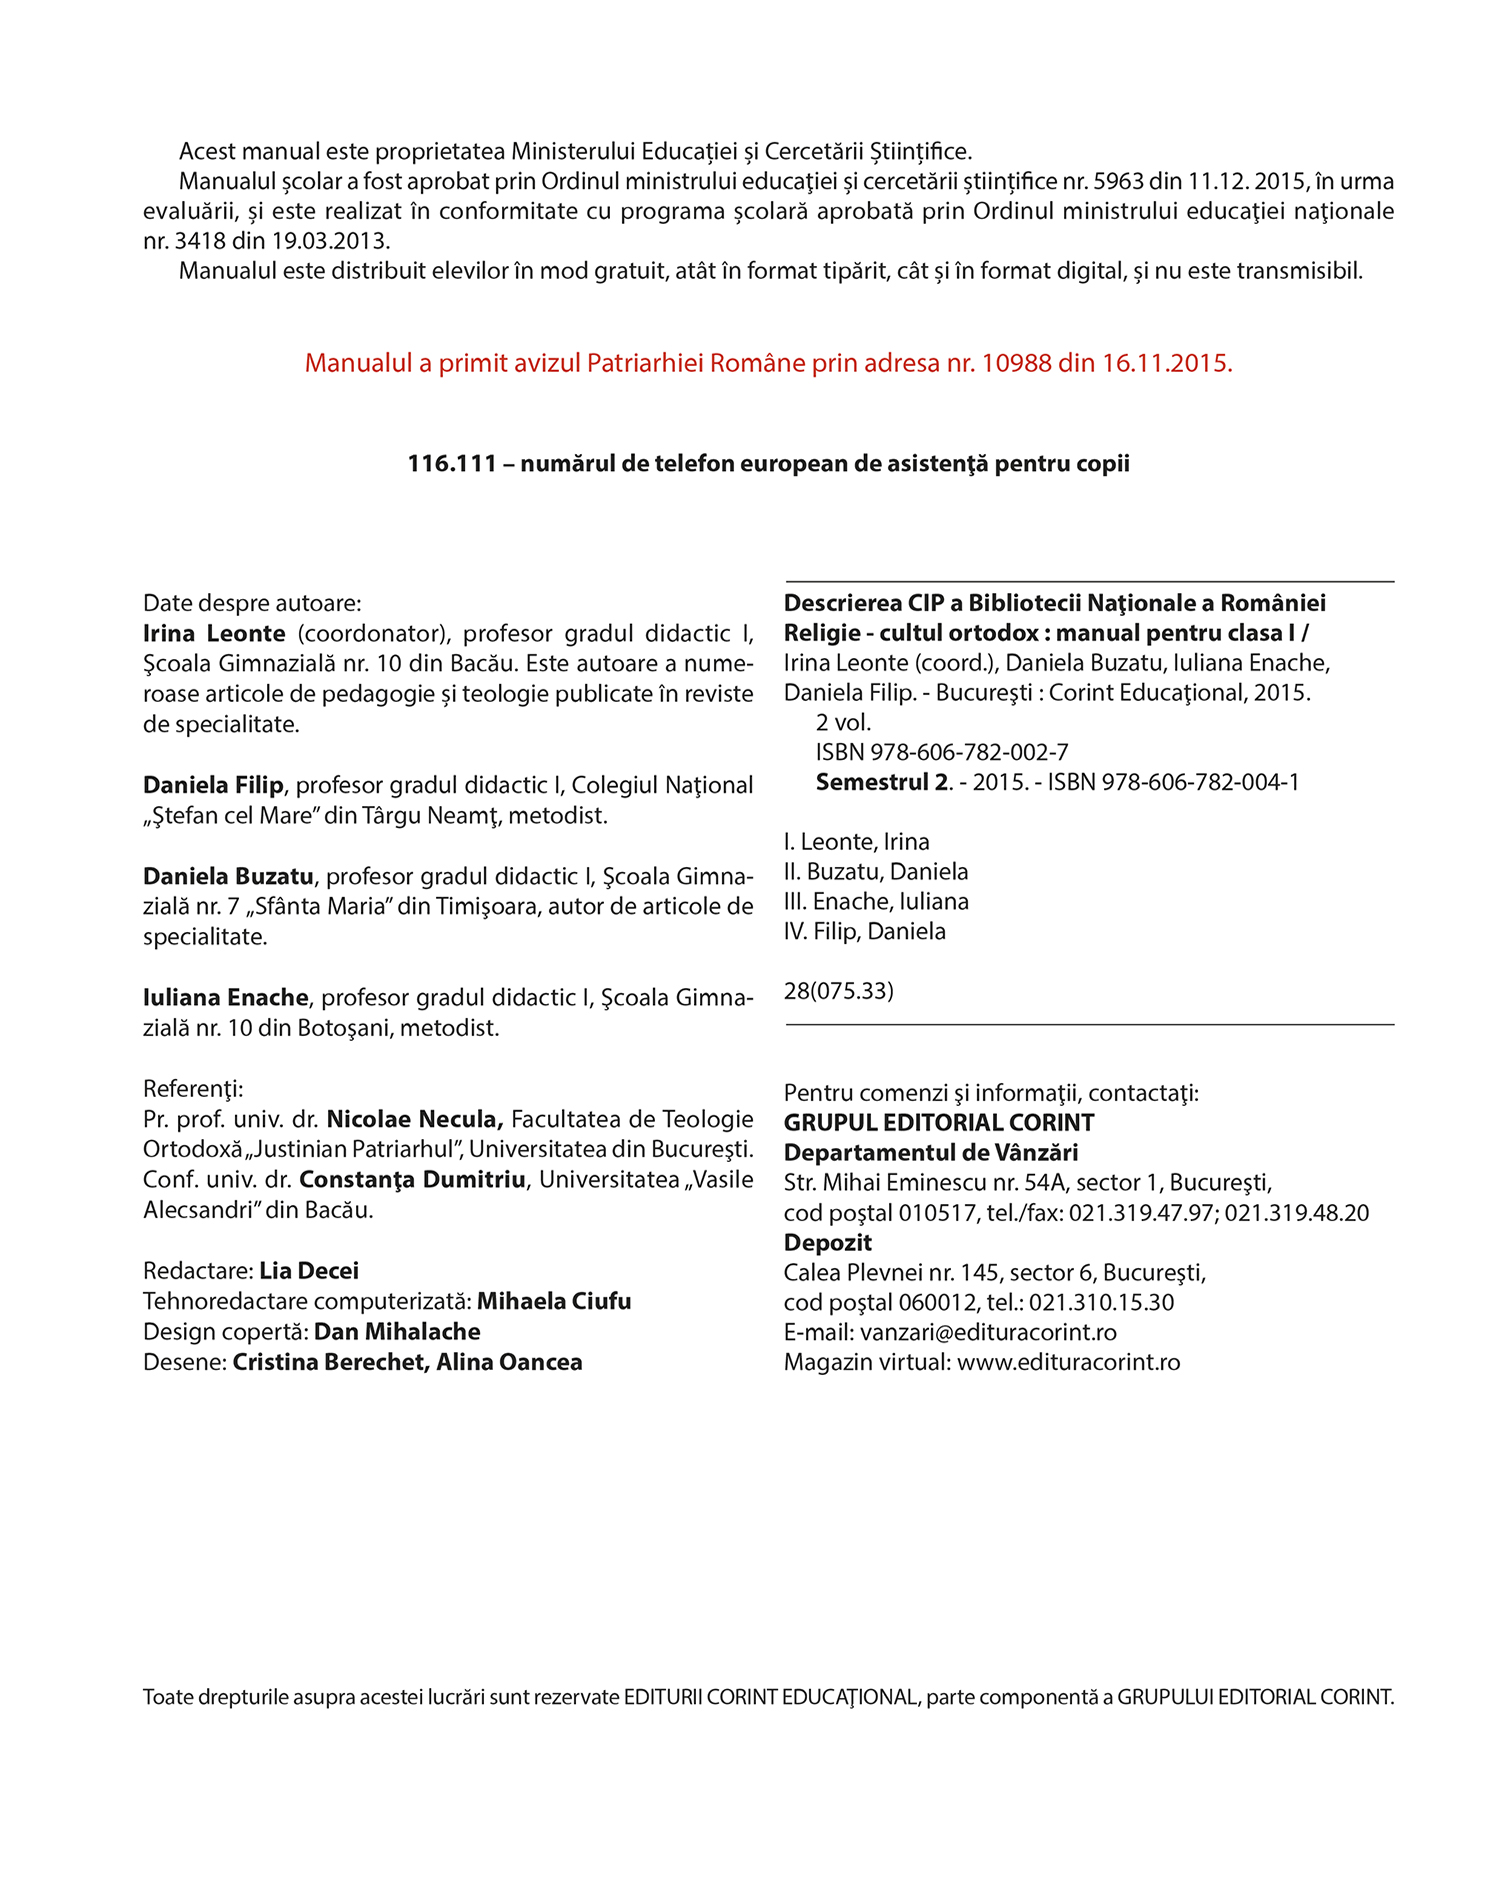 Acest manual este proprietatea Ministerului Educației și Cercetării Științifice.
Manualul școlar a fost aprobat prin Ordinul ministrului educaţiei și cercetării științifice nr. 5963 din 11.12. 2015, în urma
evaluării, și este realizat în conformitate cu programa școlară aprobată prin Ordinul ministrului educaţiei naţionale
nr. 3418 din 19.03.2013.
Manualul este distribuit elevilor în mod gratuit, atât în format tipărit, cât și în format digital, și nu este transmisibil.
Manualul a primit avizul Patriarhiei Române prin adresa nr. 10988 din 16.11.2015.
116.111 – numărul de telefon european de asistenţă pentru copii
Date despre autoare:
Irina Leonte (coordonator), profesor gradul didactic I,
Şcoala Gimnazială nr. 10 din Bacău. Este autoare a nume-
roase articole de pedagogie și teologie publicate în reviste
de specialitate.
Daniela Filip, profesor gradul didactic I, Colegiul Naţional
„Ştefan cel Mare” din Târgu Neamţ, metodist.
Daniela Buzatu, profesor gradul didactic I, Şcoala Gimna-
zială nr. 7 „Sfânta Maria” din Timişoara, autor de articole de
specialitate.
Iuliana Enache, profesor gradul didactic I, Şcoala Gimna-
zială nr. 10 din Botoşani, metodist.
Referenţi:
Pr. prof. univ. dr. Nicolae Necula, Facultatea de Teologie
Ortodoxă „Justinian Patriarhul”, Universitatea din Bucureşti.
Conf. univ. dr. Constanţa Dumitriu, Universitatea „Vasile
Alecsandri” din Bacău.
Redactare: Lia Decei
Tehnoredactare computerizată: Mihaela Ciufu
Design copertă: Dan Mihalache
Desene: Cristina Berechet, Alina Oancea
Descrierea CIP a Bibliotecii Naţionale a României
Religie - cultul ortodox : manual pentru clasa I /
Irina Leonte (coord.), Daniela Buzatu, Iuliana Enache,
Daniela Filip. - Bucureşti : Corint Educaţional, 2015.
2 vol.
ISBN 978-606-782-002-7
Semestrul 2. - 2015. - ISBN 978-606-782-004-1
I. Leonte, Irina
II. Buzatu, Daniela
III. Enache, Iuliana
IV. Filip, Daniela
28(075.33)
Pentru comenzi şi informaţii, contactaţi:
GRUPUL EDITORIAL CORINT
Departamentul de Vânzări
Str. Mihai Eminescu nr. 54A, sector 1, Bucureşti,
cod poştal 010517, tel./fax: 021.319.47.97; 021.319.48.20
Depozit
Calea Plevnei nr. 145, sector 6, Bucureşti,
cod poştal 060012, tel.: 021.310.15.30
E-mail: vanzari@edituracorint.ro
Magazin virtual: www.edituracorint.ro
Toate drepturile asupra acestei lucrări sunt rezervate EDITURII CORINT EDUCAŢIONAL, parte componentă a GRUPULUI EDITORIAL CORINT.